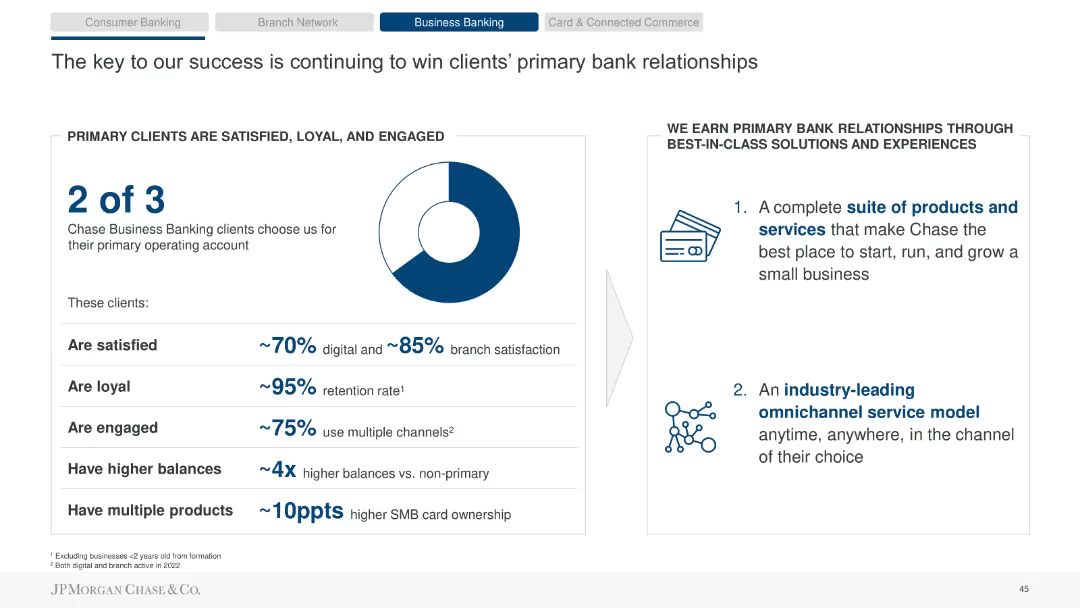 Consumer Banking
Branch Network
Business Banking
Card & Connected Commerce
The key to our success is continuing to win clients' primary bank relationships
PRIMARY CLIENTS ARE SATISFIED, LOYAL, AND ENGAGED
2 of 3
Chase Business Banking clients choose us for
their primary operating account
These clients:
Are satisfied ~70% digital and ~85% branch satisfaction
Are loyal ~95% retention rate¹
Are engaged ~75% use multiple channels²
Have higher balances ~4x higher balances vs. non-primary
Have multiple products ~10ppts higher SMB card ownership
WE EARN PRIMARY BANK RELATIONSHIPS THROUGH
BEST-IN-CLASS SOLUTIONS AND EXPERIENCES
1. A complete suite of products and
services that make Chase the
best place to start, run, and grow a
small business
2. An industry-leading
omnichannel service model
anytime, anywhere, in the channel
of their choice
¹ Excluding businesses <2 years old from formation
² Both digital and branch active in 2022
JPMORGAN CHASE & CO.
45